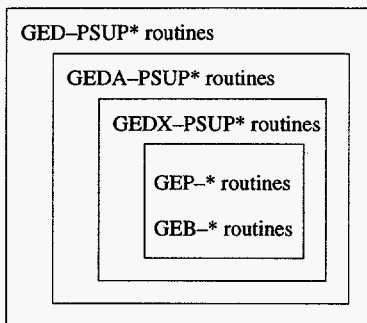 GED–PSUP* routines
GEDA–PSUP* routines
GEDX–PSUP* routines
GEP–* routines
GEB–* routines